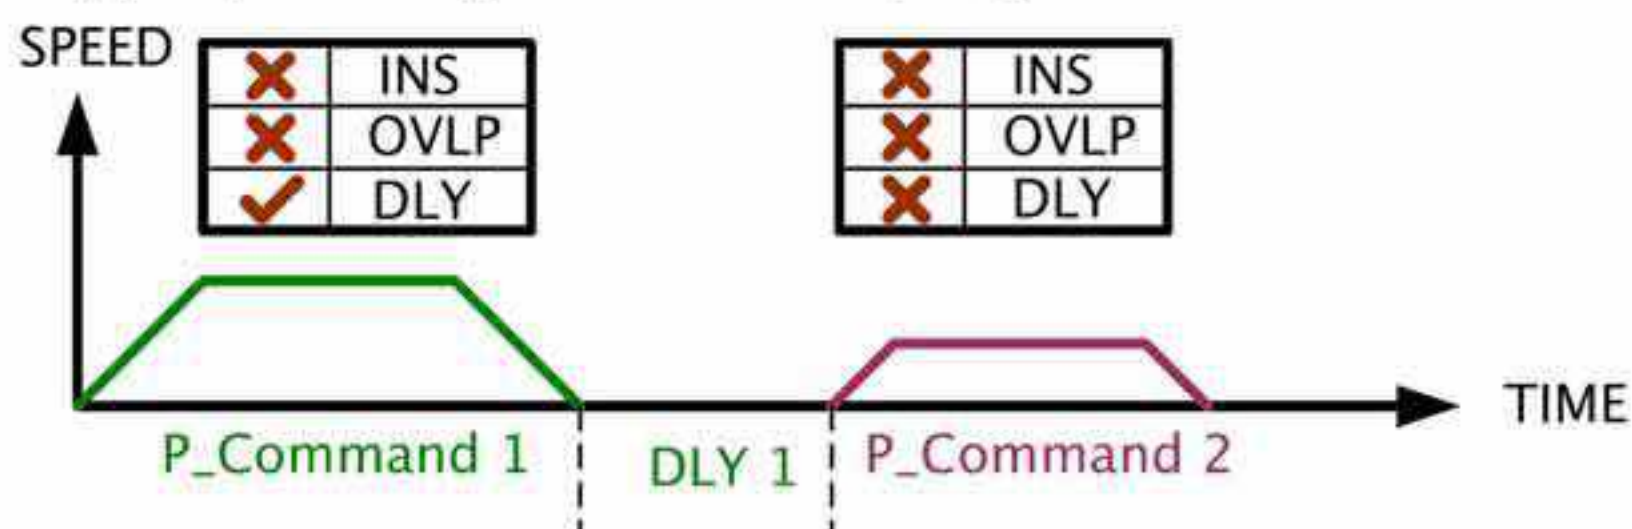 SPEED
INS
OVLP
DLY
INS
OVLP
DLY
TIME
P_Command 1
DLY 1
P_Command 2